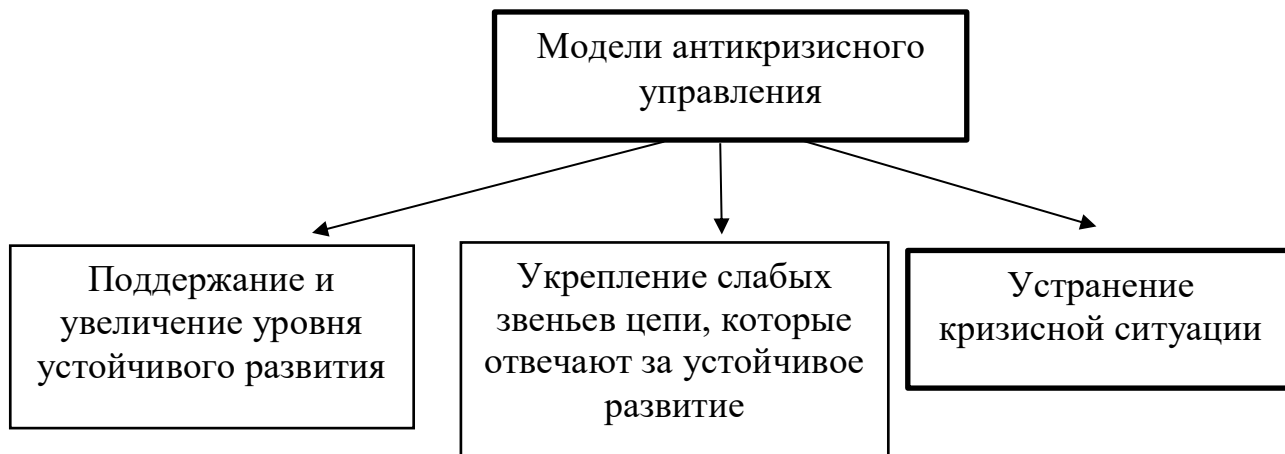 Модели антикризисного
управления
Поддержание и
увеличение уровня
устойчивого развития
Укрепление слабых
звеньев цепи, которые
отвечают за устойчивое
развитие
Устранение
кризисной ситуации